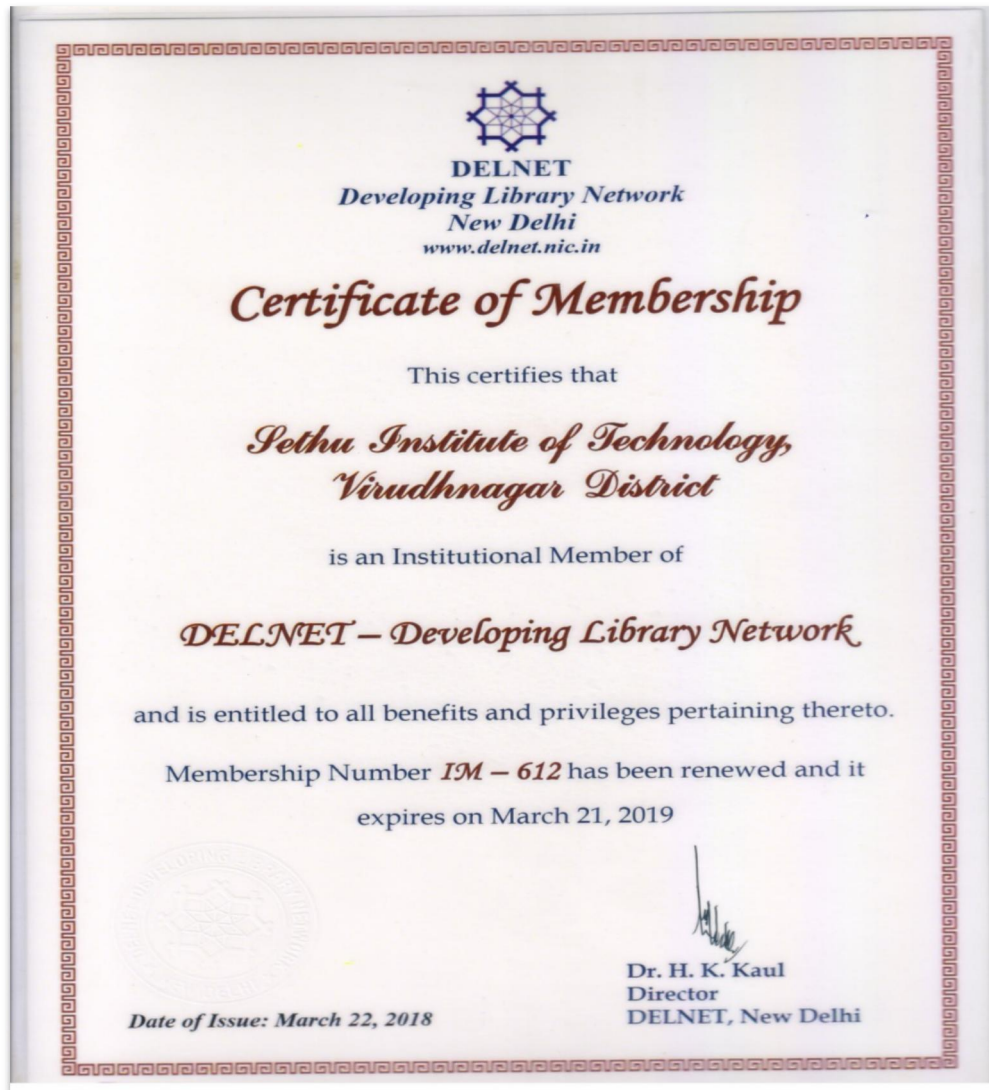 DELNET
Developing Library Network
New Delhi
www.delnet.nic.in
Certificate of Membership
This certifies that
Sethu Institute of Technology,
Virudhnagar District
is an Institutional Member of
DELNET – Developing Library Network
and is entitled to all benefits and privileges pertaining thereto.
Membership Number IM – 612 has been renewed and it
expires on March 21, 2019
Dr. H. K. Kaul
Director
DELNET, New Delhi
Date of Issue: March 22, 2018